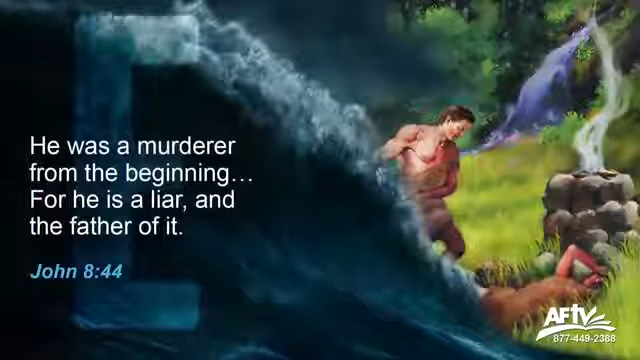 He was a murderer
from the beginning…
For he is a liar, and
the father of it.
John 8:44
AFtv
877-449-2388